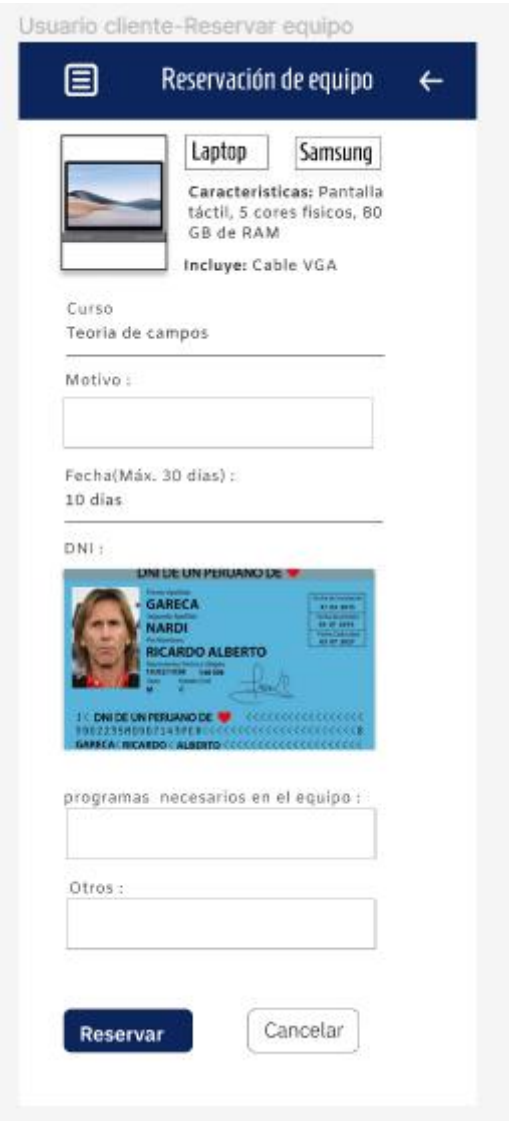 Usuario cliente-Reservar equipo
Reservación de equipo
Laptop Samsung
Caracteristicas: Pantalla
táctil, 5 cores fisicos, 80
GB de RAM
Incluye: Cable VGA
Curso
Teoria de campos
Motivo :
Fecha(Máx. 30 dias) :
10 dias
DNI :
DNI DE UN PERUANO DE
GARECA
NARDI
RICARDO ALBERTO
DNI DE UN PERUANO DE
GARECA RICARDO ALBERTO
programas necesarios en el equipo :
Otros :
Reservar Cancelar